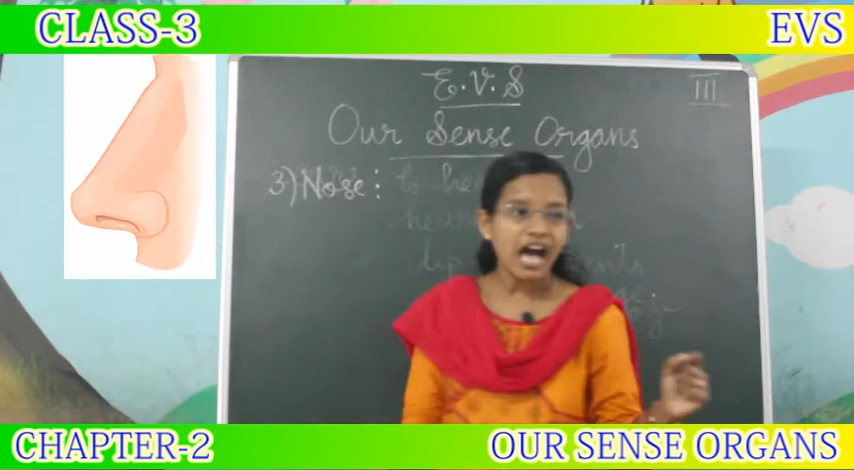 CLASS-3 EVS
E.V.S III
Our Sense Organs
3) Nose :
CHAPTER-2 OUR SENSE ORGANS